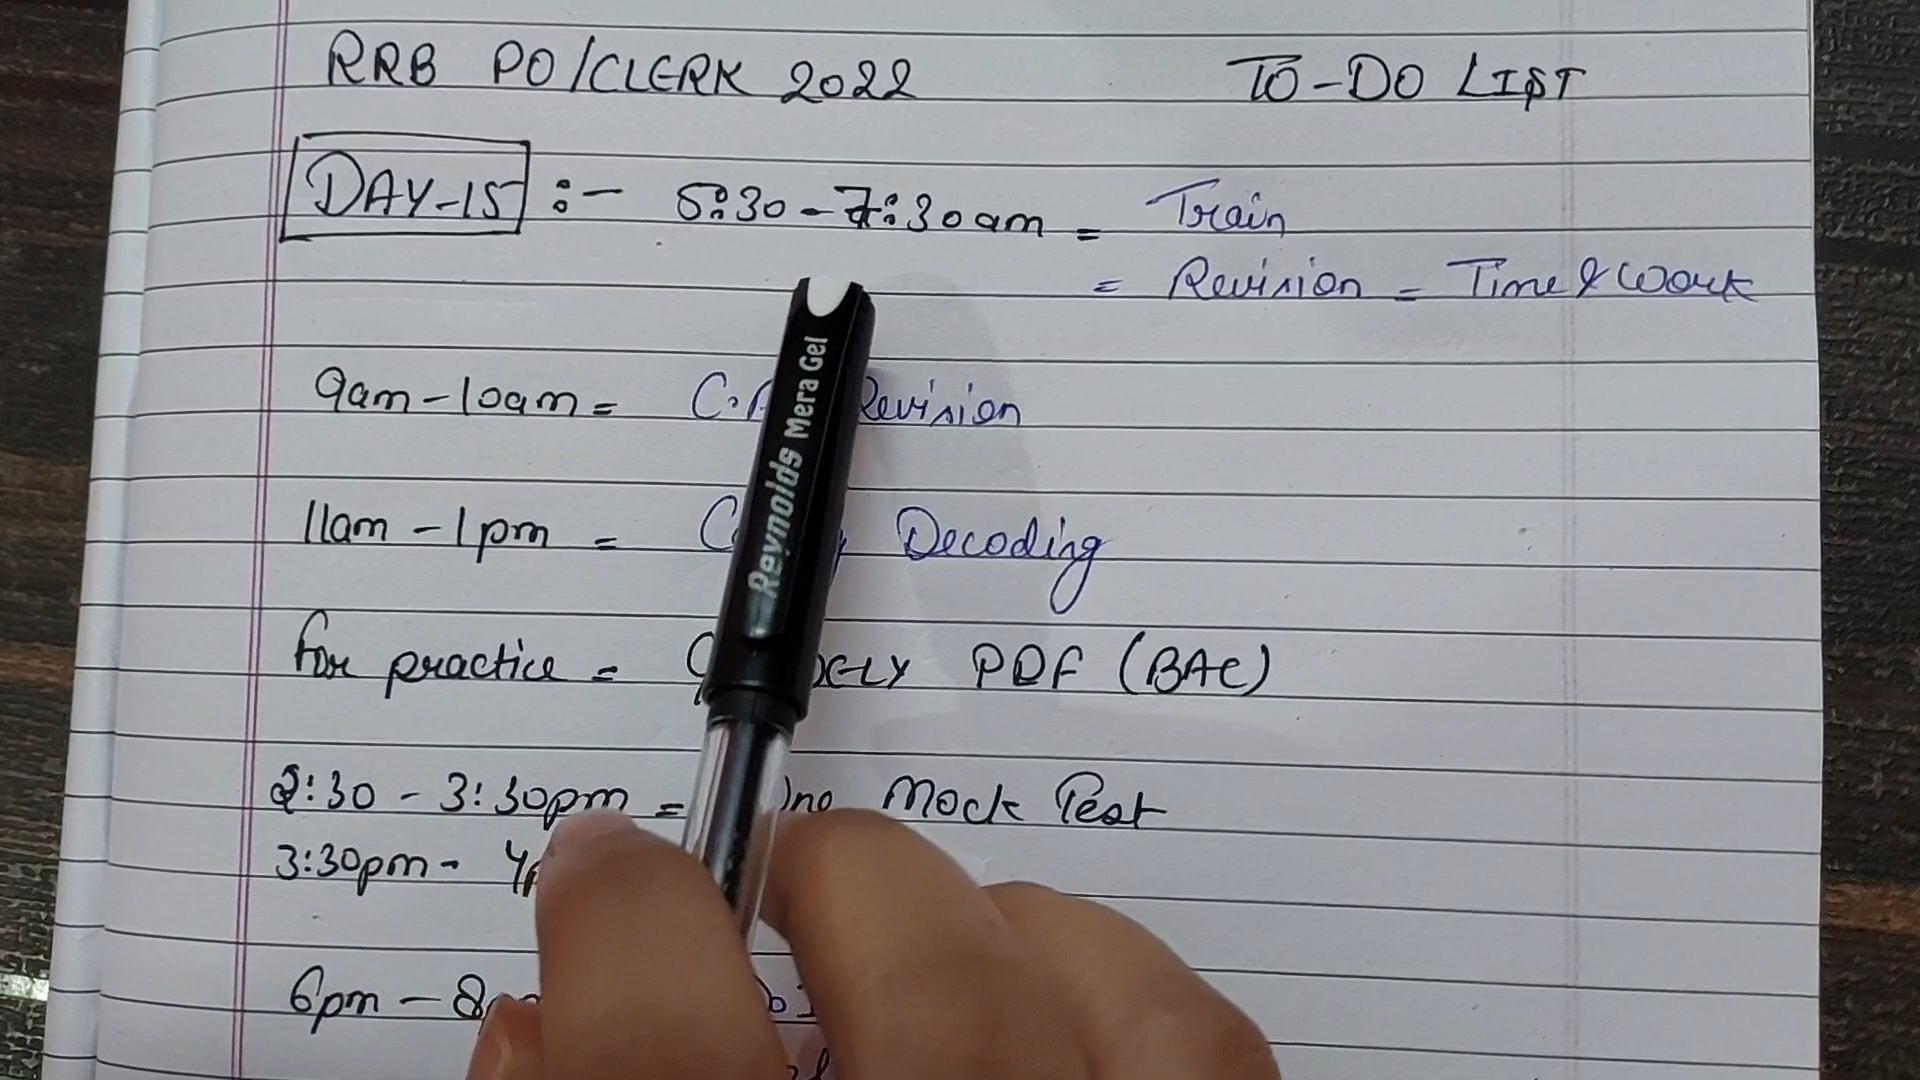 RRB PO/CLERK 2022 TO-DO LIST
DAY-15 :- 5:30-7:30am = Train
= Revision - Time & Work
9am-10am = Revision
11am-1pm = Decoding
for practice = PDF (BAC)
2:30 - 3:30pm = Mock Test
3:30pm-
6pm -
Reynolds Mera Gel